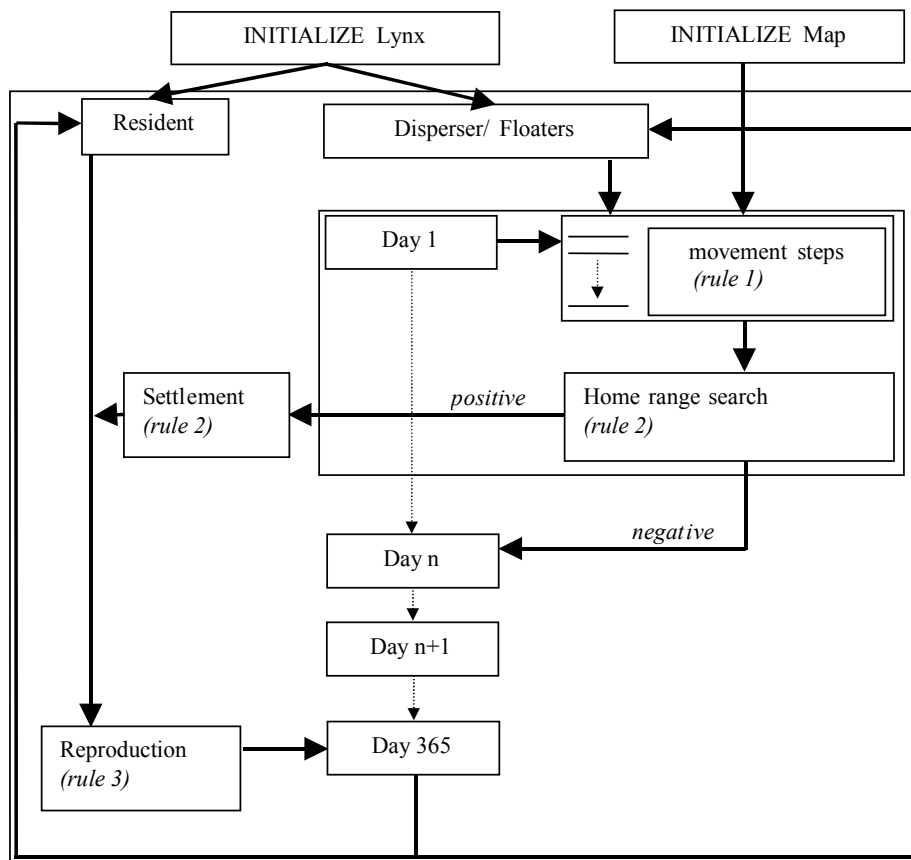 INITIALIZE Lynx
INITIALIZE Map
Resident
Disperser/ Floaters
Day 1
movement steps
(rule 1)
Settlement
(rule 2)
positive
Home range search
(rule 2)
negative
Day n
Day n+1
Reproduction
(rule 3)
Day 365